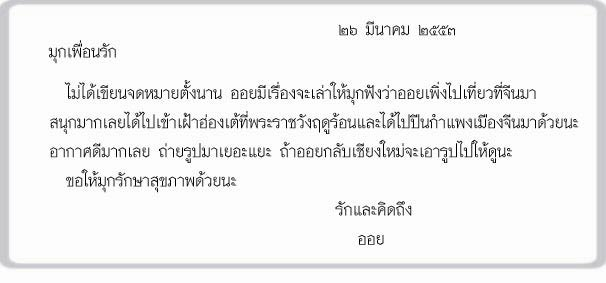 ๒๖ มีนาคม ๒๕๕๓
มุกเพื่อนรัก
ไม่ได้เขียนจดหมายตั้งนาน ออยมีเรื่องจะเล่าให้มุกฟังว่าออยเพิ่งไปเที่ยวที่จีนมา
สนุกมากเลยได้ไปเข้าเฝ้าฮ่องเต้ที่พระราชวังฤดูร้อนและได้ไปปีนกำแพงเมืองจีนมาด้วยนะ
อากาศดีมากเลย ถ่ายรูปมาเยอะแยะ ถ้าออยกลับเชียงใหม่จะเอารูปไปให้ดูนะ
ขอให้มุกรักษาสุขภาพด้วยนะ
รักและคิดถึง
ออย